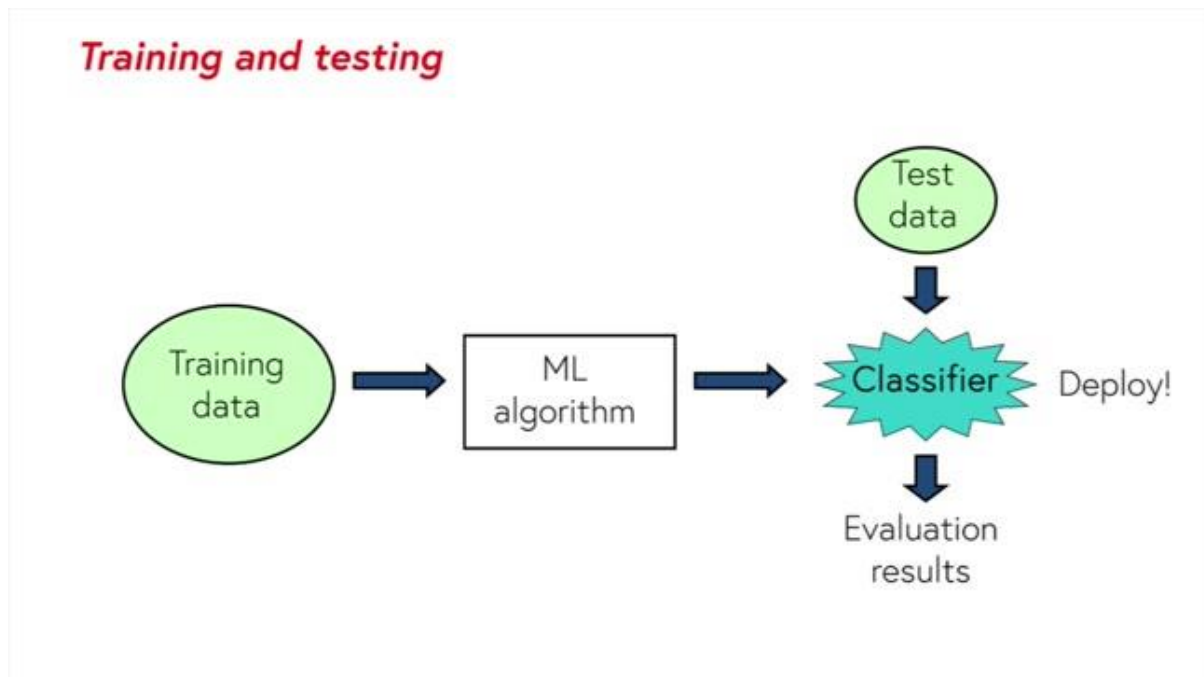 Training and testing
Test
data
Training
data
ML
algorithm
Classifier
Deploy!
Evaluation
results